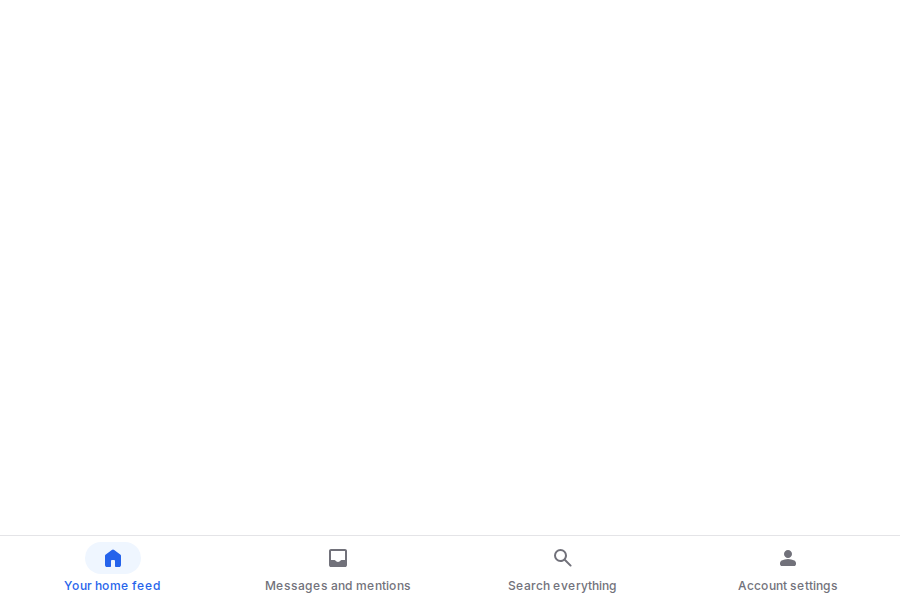 Your home feed
Messages and mentions
Search everything
Account settings